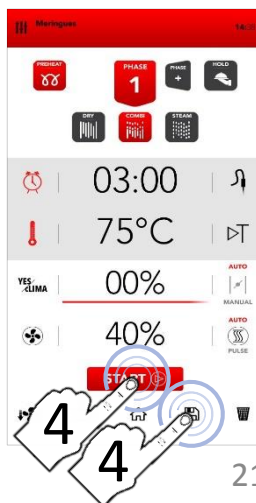 Meringues
PREHEAT
PHASE
1
PHASE
+
HOLD
DRY
COMBI
STEAM
03:00
75°C
▷T
YES/CLIMA
00%
AUTO
MANUAL
40%
AUTO
PULSE
START
4
4
21